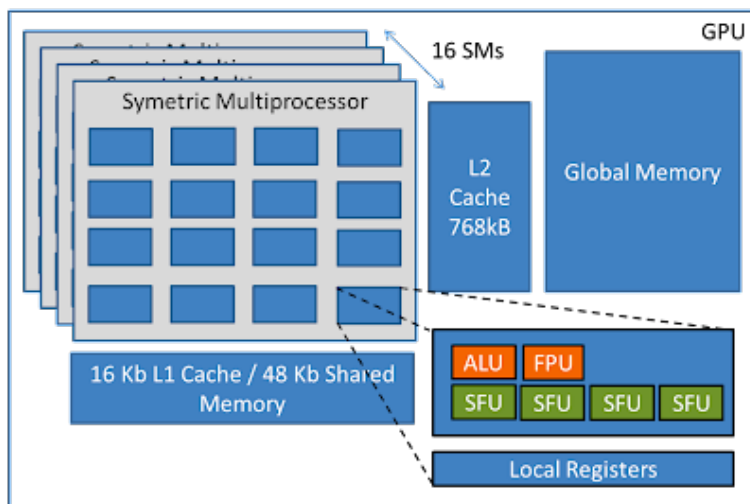 GPU
16 SMs
Symetric Multiprocessor
L2
Cache
768kB
Global Memory
16 Kb L1 Cache / 48 Kb Shared
Memory
ALU FPU
SFU SFU SFU SFU
Local Registers